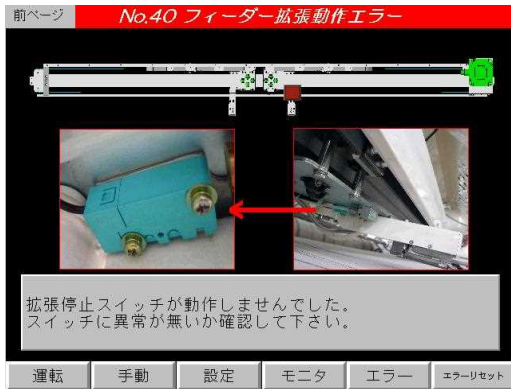 前ページ
No.40 フィーダー拡張動作エラー
拡張停止スイッチが動作しませんでした。
スイッチに異常が無いか確認して下さい。
運転
手動
設定
モニタ
エラー
エラーリセット